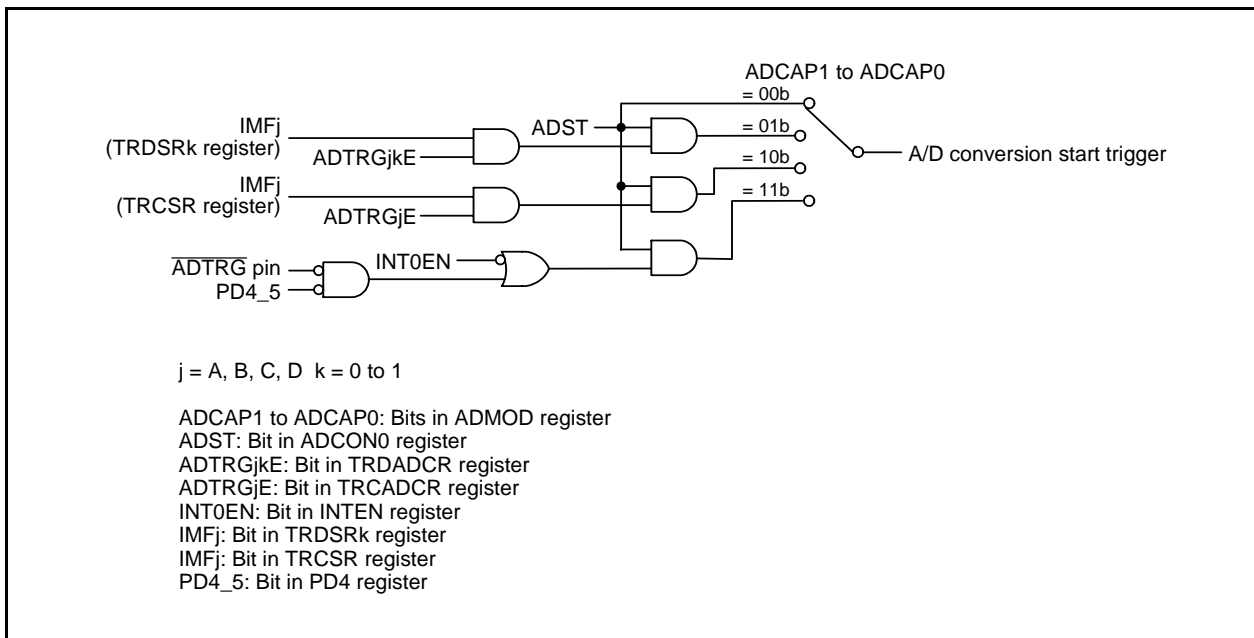 ADCAP1 to ADCAP0
= 00b
IMFj
(TRDSRk register)
ADTRGjkE
ADST
= 01b
A/D conversion start trigger
= 10b
IMFj
(TRCSR register)
ADTRGjE
= 11b
ADTRG pin
PD4_5
INT0EN
j = A, B, C, D k = 0 to 1
ADCAP1 to ADCAP0: Bits in ADMOD register
ADST: Bit in ADCON0 register
ADTRGjkE: Bit in TRDADCR register
ADTRGjE: Bit in TRCADCR register
INT0EN: Bit in INTEN register
IMFj: Bit in TRDSRk register
IMFj: Bit in TRCSR register
PD4_5: Bit in PD4 register